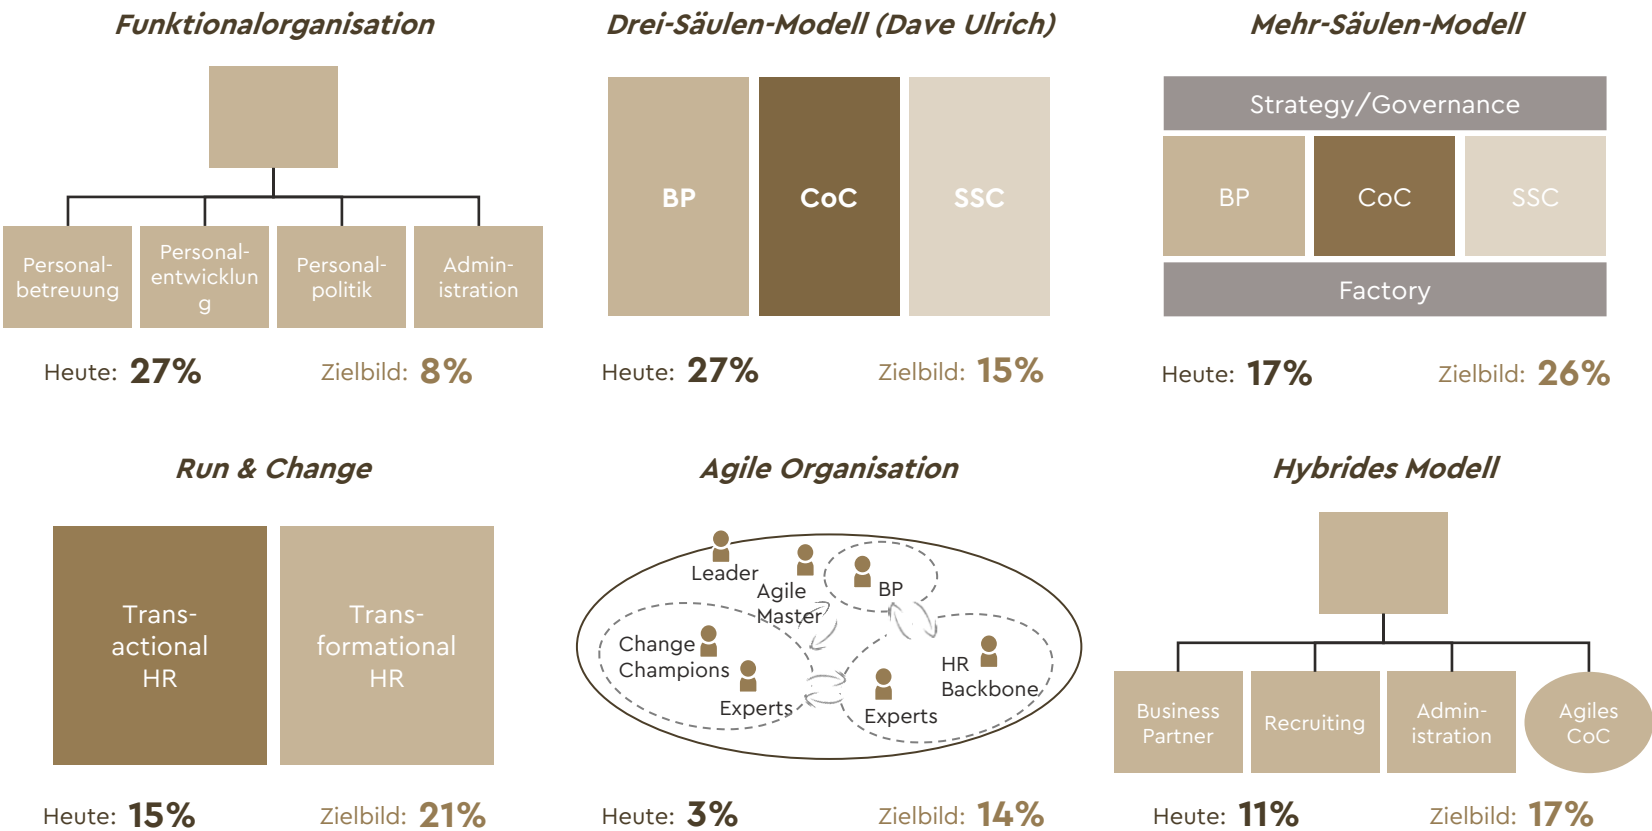 Funktionalorganisation
Personal-
betreuung
Personal-
entwicklun
g
Personal-
politik
Admin-
istration
Heute: 27%
Zielbild: 8%
Drei-Säulen-Modell (Dave Ulrich)
BP
CoC
SSC
Heute: 27%
Zielbild: 15%
Mehr-Säulen-Modell
Strategy/Governance
BP
CoC
SSC
Factory
Heute: 17%
Zielbild: 26%
Run & Change
Trans-
actional
HR
Trans-
formational
HR
Heute: 15%
Zielbild: 21%
Agile Organisation
Leader
Agile
Master
BP
Change
Champions
Experts
HR
Backbone
Experts
Heute: 3%
Zielbild: 14%
Hybrides Modell
Business
Partner
Recruiting
Admin-
istration
Agiles
CoC
Heute: 11%
Zielbild: 17%